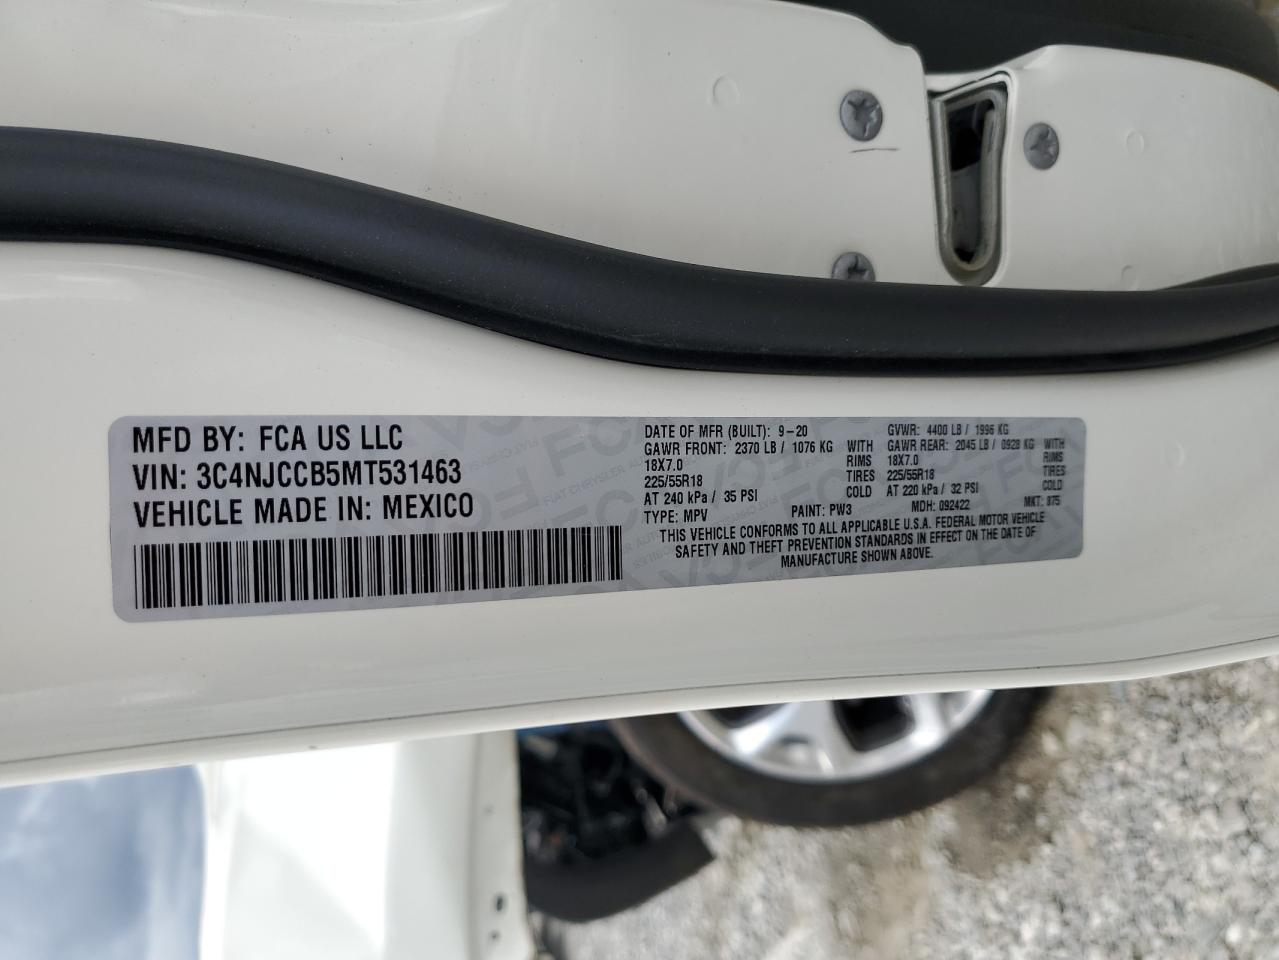 MFD BY: FCA US LLC
VIN: 3C4NJCCB5MT531463
VEHICLE MADE IN: MEXICO
DATE OF MFR (BUILT): 9-20 GVWR: 4400 LB / 1996 KG
GAWR FRONT: 2370 LB / 1076 KG WITH GAWR REAR: 2045 LB / 0928 KG WITH
18X7.0 RIMS 18X7.0 RIMS
225/55R18 TIRES 225/55R18 TIRES
AT 240 kPa / 35 PSI COLD AT 220 kPa / 32 PSI COLD
TYPE: MPV PAINT: PW3 MDH: 092422 MKT: 875
THIS VEHICLE CONFORMS TO ALL APPLICABLE U.S.A. FEDERAL MOTOR VEHICLE
SAFETY AND THEFT PREVENTION STANDARDS IN EFFECT ON THE DATE OF
MANUFACTURE SHOWN ABOVE.